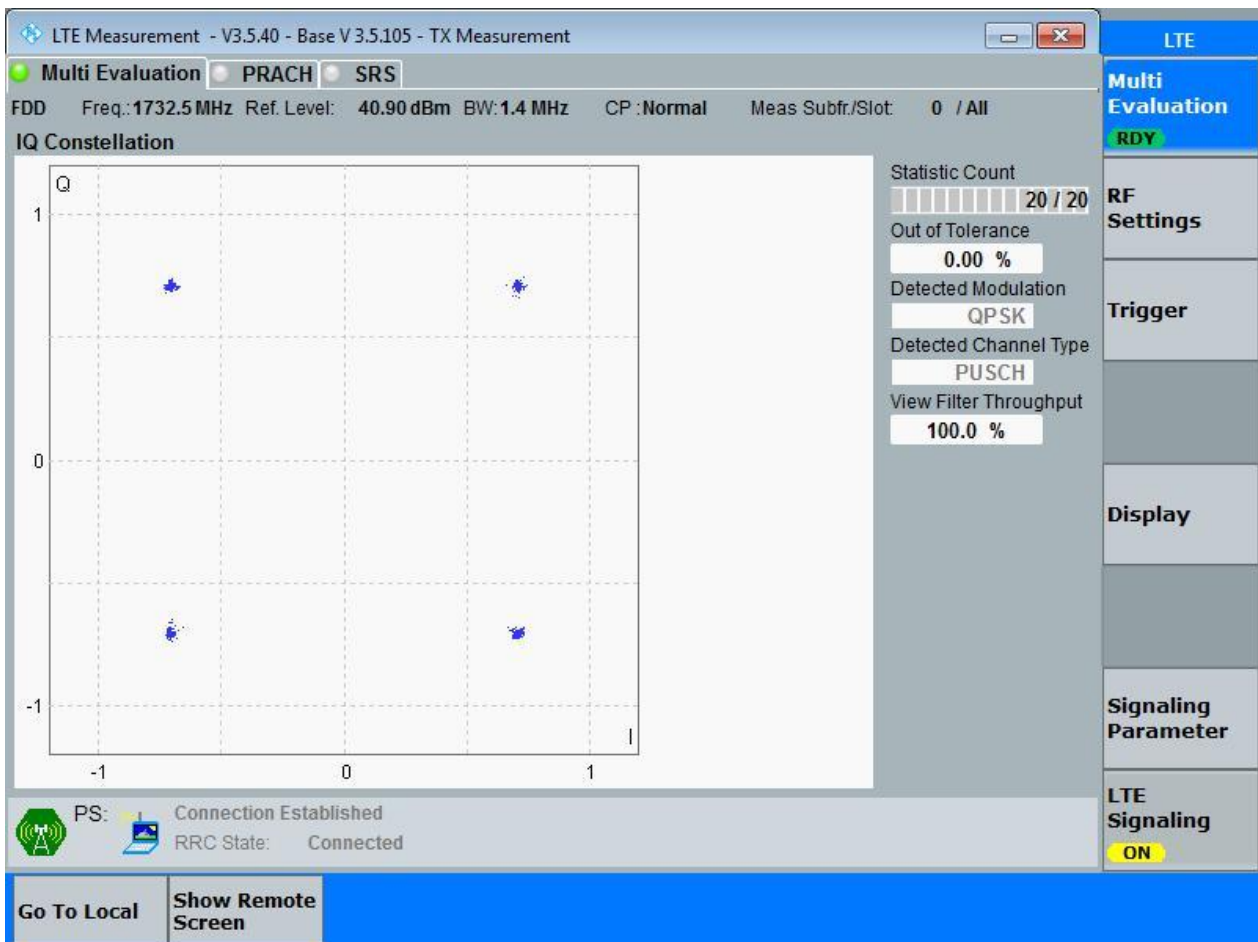 LTE Measurement - V3.5.40 - Base V 3.5.105 - TX Measurement
LTE
Multi Evaluation PRACH SRS
FDD Freq.: 1732.5 MHz Ref. Level: 40.90 dBm BW: 1.4 MHz CP : Normal Meas Subfr./Slot: 0 / All
IQ Constellation
Q
1
0
-1
-1 0 1
I
Statistic Count
20 / 20
Out of Tolerance
0.00 %
Detected Modulation
QPSK
Detected Channel Type
PUSCH
View Filter Throughput
100.0 %
Multi
Evaluation
RDY
RF
Settings
Trigger
Display
Signaling
Parameter
LTE
Signaling
ON
PS: Connection Established
RRC State: Connected
Go To Local
Show Remote
Screen